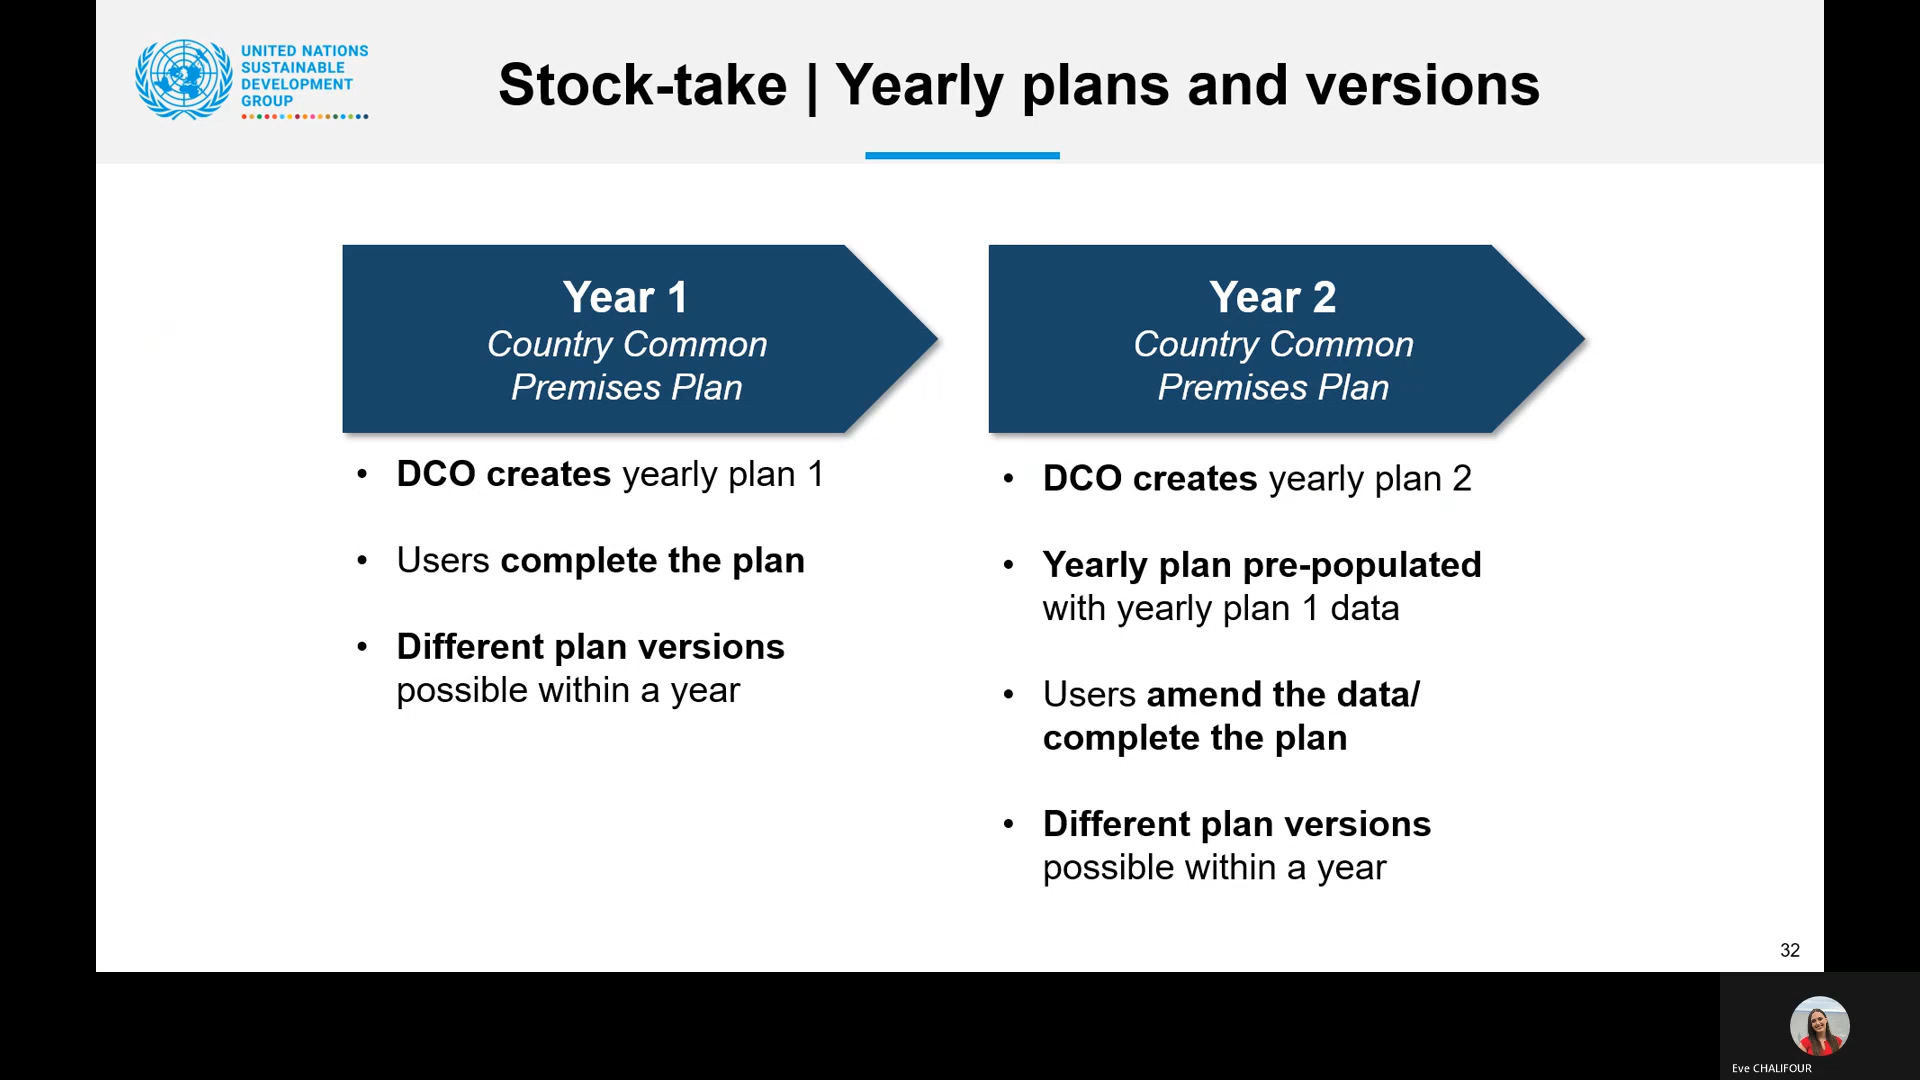 UNITED NATIONS
SUSTAINABLE
DEVELOPMENT
GROUP
Stock-take | Yearly plans and versions
Year 1
Country Common
Premises Plan
• DCO creates yearly plan 1
• Users complete the plan
• Different plan versions
possible within a year
Year 2
Country Common
Premises Plan
• DCO creates yearly plan 2
• Yearly plan pre-populated
with yearly plan 1 data
• Users amend the data/
complete the plan
• Different plan versions
possible within a year
32
Eve CHALIFOUR